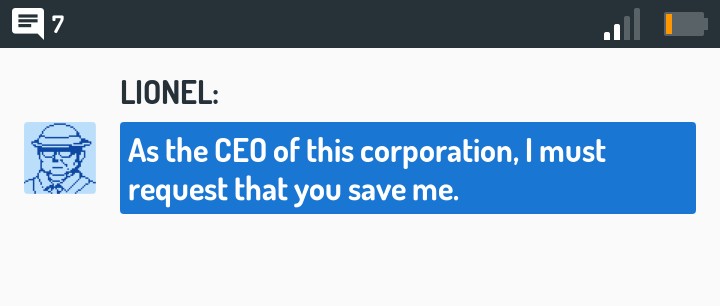 7
LIONEL:
As the CEO of this corporation, I must
request that you save me.